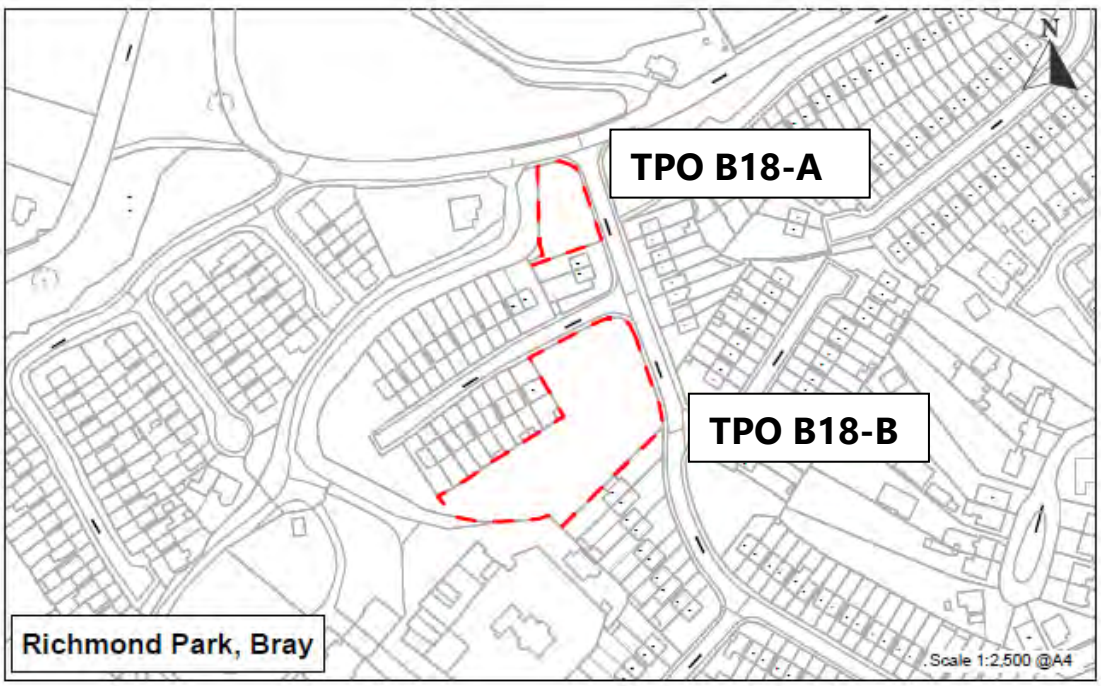 N
TPO B18-A
TPO B18-B
Richmond Park, Bray
Scale 1:2,500 @A4